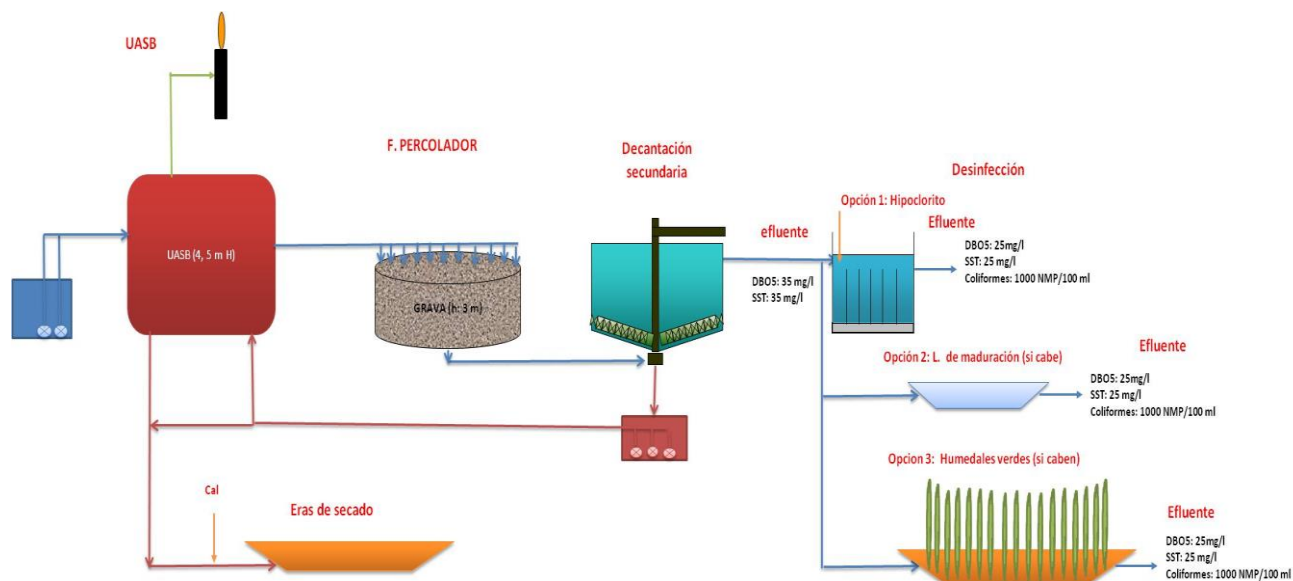 UASB
F. PERCOLADOR
Decantación
secundaria
Desinfección
Opción 1: Hipoclorito
Efluente
efluente
DBO5: 25mg/l
SST: 25 mg/l
Coliformes: 1000 NMP/100 ml
UASB (4, 5 m H)
DBO5: 35 mg/l
SST: 35 mg/l
GRAVA (h: 3 m)
Opción 2: L. de maduración (si cabe)
Efluente
DBO5: 25mg/l
SST: 25 mg/l
Coliformes: 1000 NMP/100 ml
Opcion 3: Humedales verdes (si caben)
Cal
Eras de secado
Efluente
DBO5: 25mg/l
SST: 25 mg/l
Coliformes: 1000 NMP/100 ml